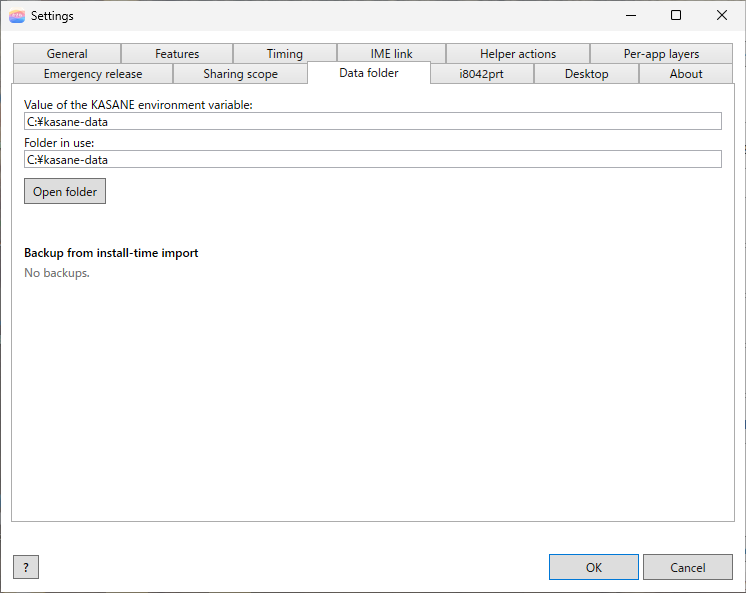 Settings
General
Features
Timing
IME link
Helper actions
Per-app layers
Emergency release
Sharing scope
Data folder
i8042prt
Desktop
About
Value of the KASANE environment variable:
C:¥kasane-data
Folder in use:
C:¥kasane-data
Open folder
Backup from install-time import
No backups.
?
OK
Cancel